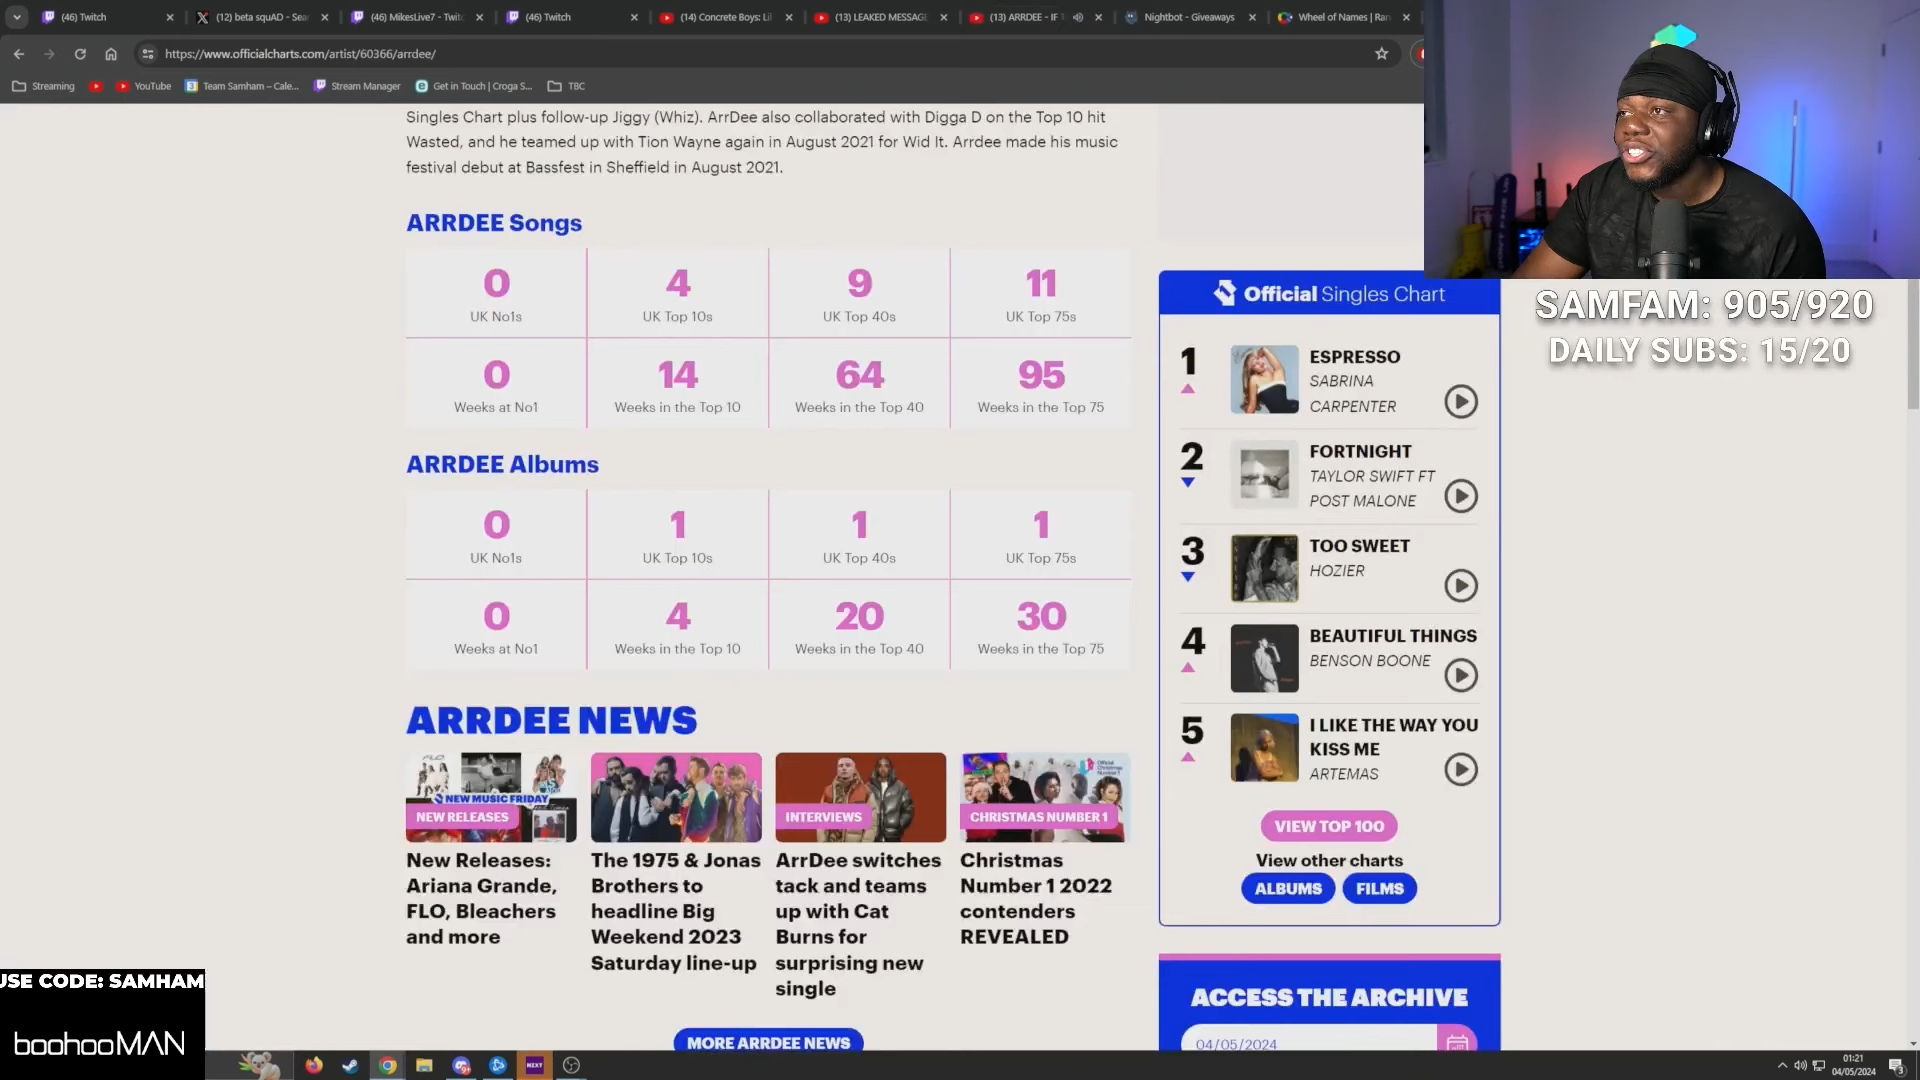 (46) Twitch
(12) beta squAD - Sea
(46) MikesLive7 - Twit
(46) Twitch
(14) Concrete Boys: Li
(13) LEAKED MESSAGE
(13) ARRDEE - IF
Nightbot - Giveaways
Wheel of Names | Ran
https://www.officialcharts.com/artist/60366/arrdee/
Streaming
YouTube
Team Samham – Cale...
Stream Manager
Get in Touch | Croga S...
TBC
Singles Chart plus follow-up Jiggy (Whiz). ArrDee also collaborated with Digga D on the Top 10 hit
Wasted, and he teamed up with Tion Wayne again in August 2021 for Wid It. Arrdee made his music
festival debut at Bassfest in Sheffield in August 2021.
ARRDEE Songs
0 4 9 11
UK No1s UK Top 10s UK Top 40s UK Top 75s
0 14 64 95
Weeks at No1 Weeks in the Top 10 Weeks in the Top 40 Weeks in the Top 75
ARRDEE Albums
0 1 1 1
UK No1s UK Top 10s UK Top 40s UK Top 75s
0 4 20 30
Weeks at No1 Weeks in the Top 10 Weeks in the Top 40 Weeks in the Top 75
ARRDEE NEWS
NEW MUSIC FRIDAY
NEW RELEASES
New Releases:
Ariana Grande,
FLO, Bleachers
and more
The 1975 & Jonas
Brothers to
headline Big
Weekend 2023
Saturday line-up
INTERVIEWS
ArrDee switches
tack and teams
up with Cat
Burns for
surprising new
single
CHRISTMAS NUMBER 1
Christmas
Number 1 2022
contenders
REVEALED
MORE ARRDEE NEWS
Official Singles Chart
1
ESPRESSO
SABRINA
CARPENTER
2
FORTNIGHT
TAYLOR SWIFT FT
POST MALONE
3
TOO SWEET
HOZIER
4
BEAUTIFUL THINGS
BENSON BOONE
5
I LIKE THE WAY YOU
KISS ME
ARTEMAS
VIEW TOP 100
View other charts
ALBUMS FILMS
ACCESS THE ARCHIVE
04/05/2024
SAMFAM: 905/920
DAILY SUBS: 15/20
USE CODE: SAMHAM
boohooMAN
NEXT
01:21
04/05/2024